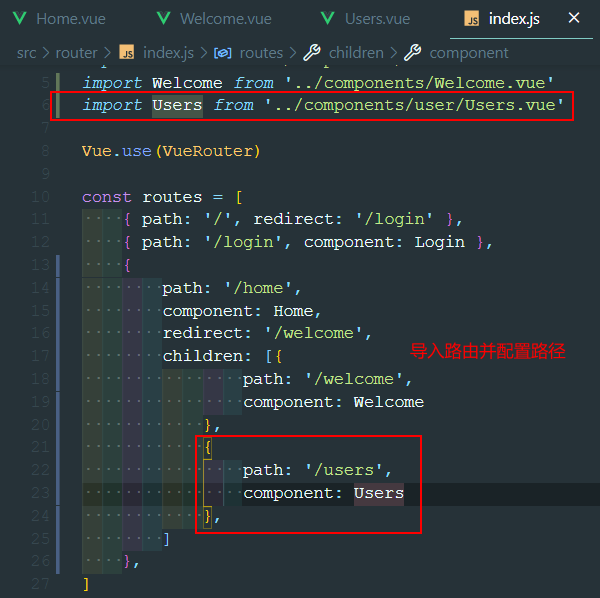 Home.vue Welcome.vue Users.vue JS index.js ×
src > router > JS index.js > routes > children > component
5 import Welcome from '../components/Welcome.vue'
6 import Users from '../components/user/Users.vue'
7
8 Vue.use(VueRouter)
9
10 const routes = [
11 { path: '/', redirect: '/login' },
12 { path: '/login', component: Login },
13 {
14 path: '/home',
15 component: Home,
16 redirect: '/welcome',
17 children: [{
导入路由并配置路径
18 path: '/welcome',
19 component: Welcome
20 },
21 {
22 path: '/users',
23 component: Users
24 },
25 ]
26 },
27 ]